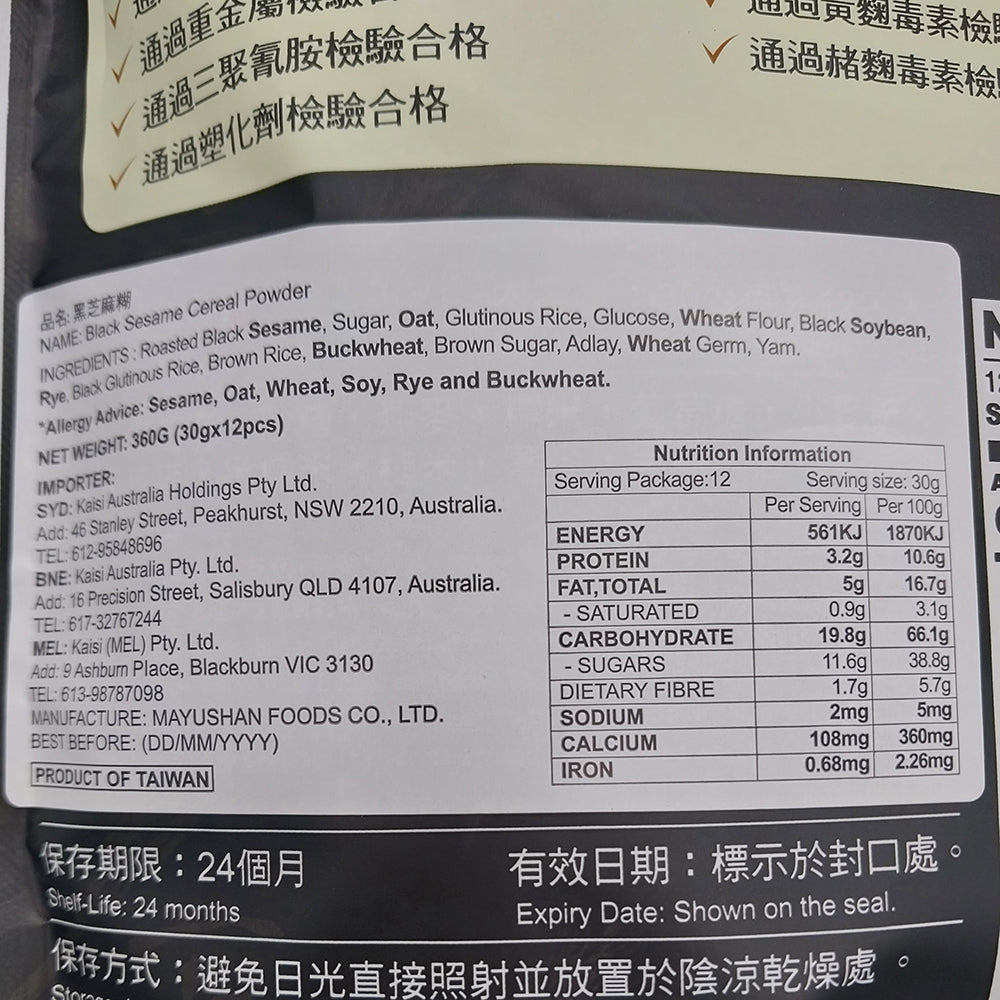 通過重金屬
通過三聚氰胺檢驗合格
通過塑化劑檢驗合格
通過黃麴毒素檢
通過赭麴毒素檢
品名: 黑芝麻糊
NAME: Black Sesame Cereal Powder
INGREDIENTS : Roasted Black Sesame, Sugar, Oat, Glutinous Rice, Glucose, Wheat Flour, Black Soybean,
Rye, Black Glutinous Rice, Brown Rice, Buckwheat, Brown Sugar, Adlay, Wheat Germ, Yam.
*Allergy Advice: Sesame, Oat, Wheat, Soy, Rye and Buckwheat.
NET WEIGHT: 360G (30gx12pcs)
IMPORTER:
SYD: Kaisi Australia Holdings Pty Ltd.
Add: 46 Stanley Street, Peakhurst, NSW 2210, Australia.
TEL: 612-95848696
BNE: Kaisi Australia Pty. Ltd.
Add: 16 Precision Street, Salisbury QLD 4107, Australia.
TEL: 617-32767244
MEL: Kaisi (MEL) Pty. Ltd.
Add: 9 Ashburn Place, Blackburn VIC 3130
TEL: 613-98787098
MANUFACTURE: MAYUSHAN FOODS CO., LTD.
BEST BEFORE: (DD/MM/YYYY)
PRODUCT OF TAIWAN
Nutrition Information
Serving Package:12 Serving size: 30g
Per Serving Per 100g
ENERGY 561KJ 1870KJ
PROTEIN 3.2g 10.6g
FAT,TOTAL 5g 16.7g
- SATURATED 0.9g 3.1g
CARBOHYDRATE 19.8g 66.1g
- SUGARS 11.6g 38.8g
DIETARY FIBRE 1.7g 5.7g
SODIUM 2mg 5mg
CALCIUM 108mg 360mg
IRON 0.68mg 2.26mg
保存期限：24個月
Shelf-Life: 24 months
有效日期：標示於封口處。
Expiry Date: Shown on the seal.
保存方式：避免日光直接照射並放置於陰涼乾燥處。